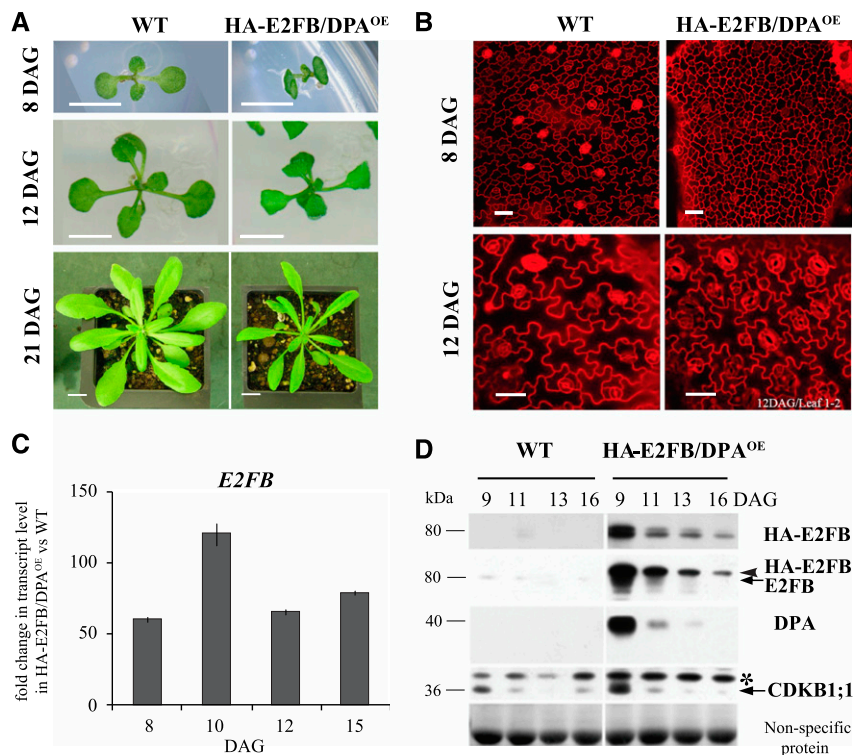 A
WT HA-E2FB/DPA^OE
8 DAG
12 DAG
21 DAG
B
WT HA-E2FB/DPA^OE
8 DAG
12 DAG
12DAG/Leaf 1-2
C
E2FB
fold change in transcript level
in HA-E2FB/DPA^OE vs WT
150
100
50
0
8 10 12 15
DAG
D
WT HA-E2FB/DPA^OE
kDa 9 11 13 16 9 11 13 16 DAG
80 HA-E2FB
HA-E2FB
80 E2FB
40 DPA
*
36 CDKB1;1
Non-specific
protein